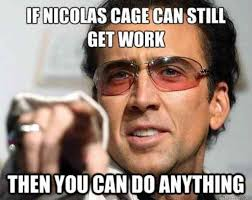 IF NICOLAS CAGE CAN STILL
GET WORK
THEN YOU CAN DO ANYTHING